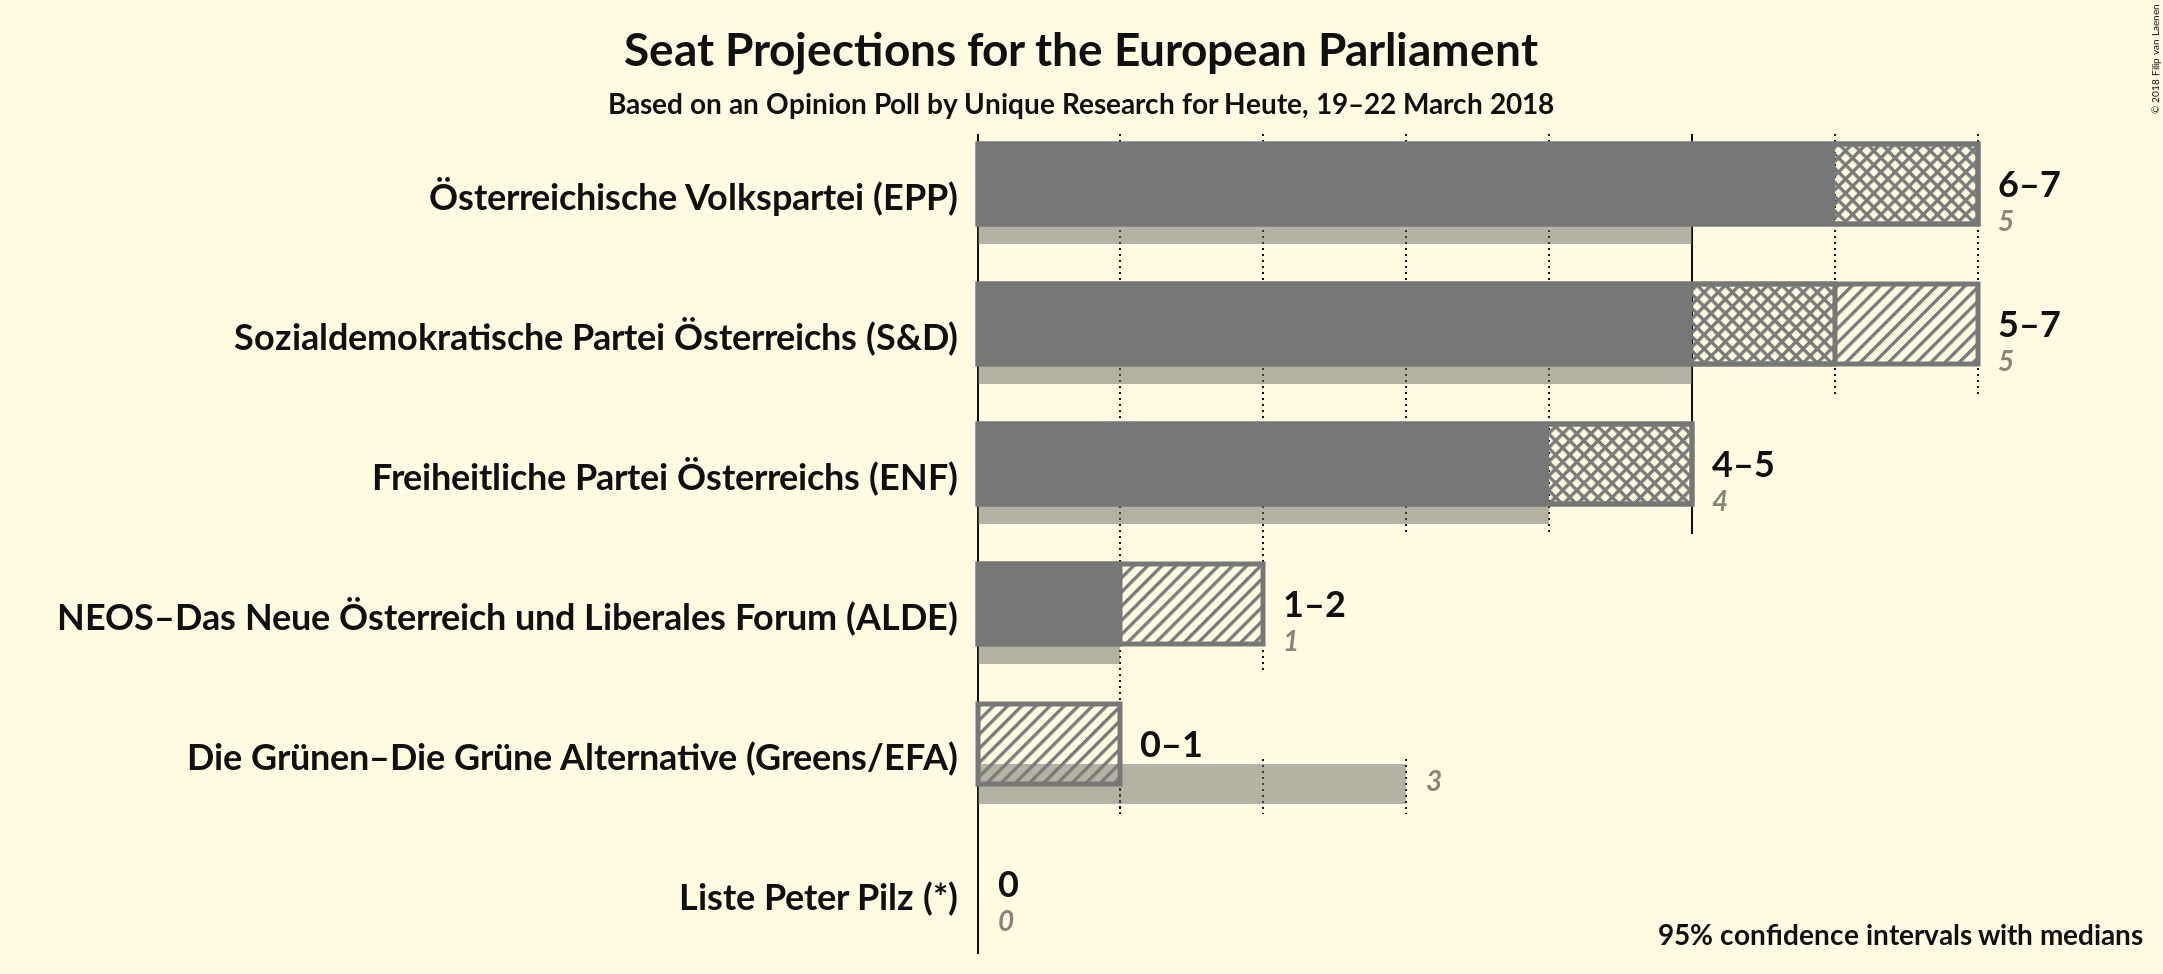 Seat Projections for the European Parliament
Based on an Opinion Poll by Unique Research for Heute, 19–22 March 2018
© 2018 Filip van Laenen
Österreichische Volkspartei (EPP)
6–7
5
Sozialdemokratische Partei Österreichs (S&D)
5–7
5
Freiheitliche Partei Österreichs (ENF)
4–5
4
NEOS–Das Neue Österreich und Liberales Forum (ALDE)
1–2
1
Die Grünen–Die Grüne Alternative (Greens/EFA)
0–1
3
Liste Peter Pilz (*)
0
0
95% confidence intervals with medians